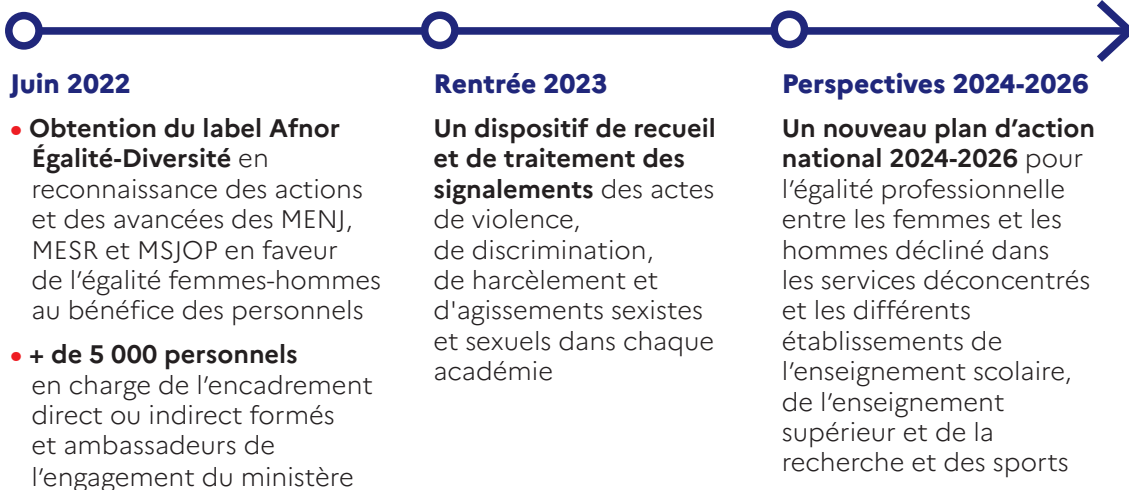 Juin 2022
• Obtention du label Afnor
Égalité-Diversité en
reconnaissance des actions
et des avancées des MENJ,
MESR et MSJOP en faveur
de l’égalité femmes-hommes
au bénéfice des personnels
• + de 5 000 personnels
en charge de l’encadrement
direct ou indirect formés
et ambassadeurs de
l’engagement du ministère
Rentrée 2023
Un dispositif de recueil
et de traitement des
signalements des actes
de violence,
de discrimination,
de harcèlement et
d'agissements sexistes
et sexuels dans chaque
académie
Perspectives 2024-2026
Un nouveau plan d’action
national 2024-2026 pour
l’égalité professionnelle
entre les femmes et les
hommes décliné dans
les services déconcentrés
et les différents
établissements de
l’enseignement scolaire,
de l’enseignement
supérieur et de la
recherche et des sports